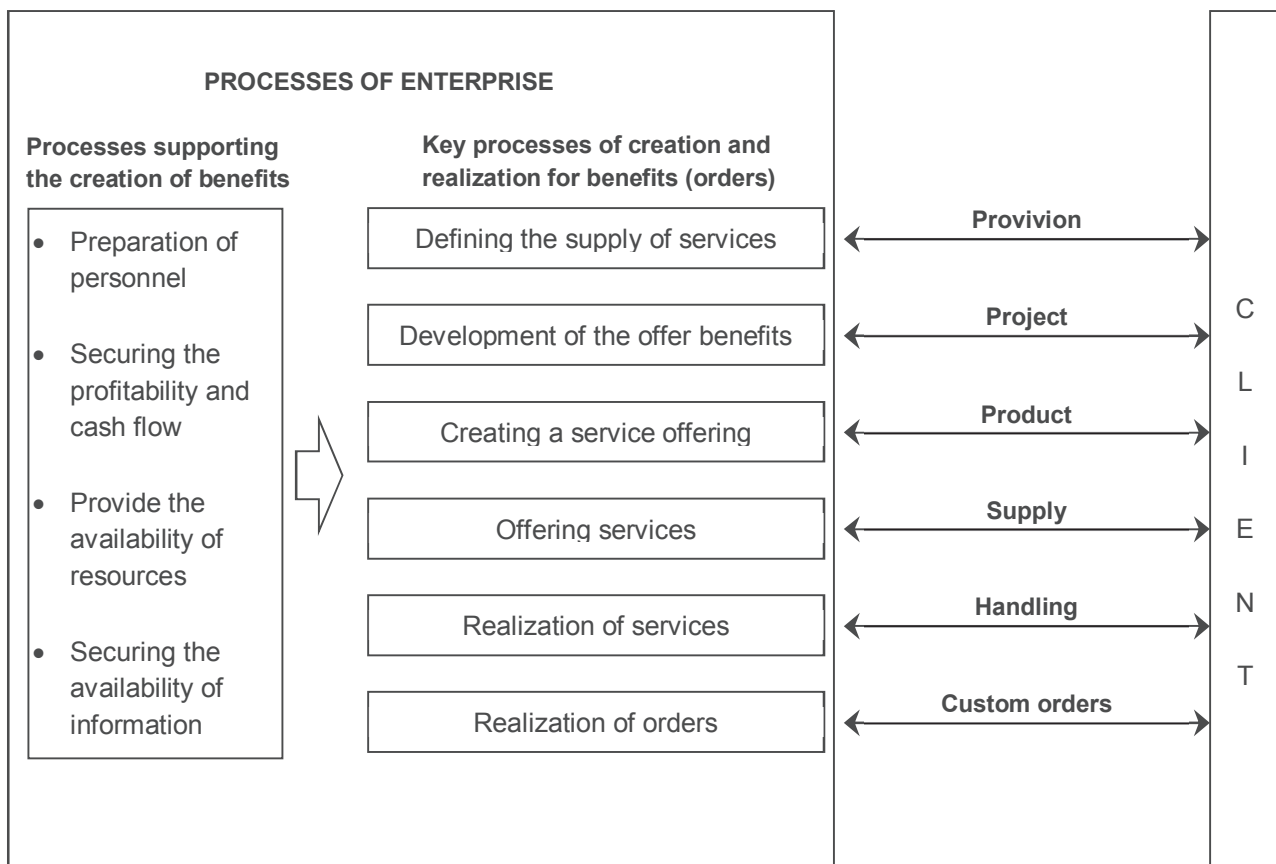 PROCESSES OF ENTERPRISE
Processes supporting
the creation of benefits
• Preparation of
personnel
• Securing the
profitability and
cash flow
• Provide the
availability of
resources
• Securing the
availability of
information
Key processes of creation and
realization for benefits (orders)
Defining the supply of services
Development of the offer benefits
Creating a service offering
Offering services
Realization of services
Realization of orders
Provivion
Project
Product
Supply
Handling
Custom orders
C
L
I
E
N
T